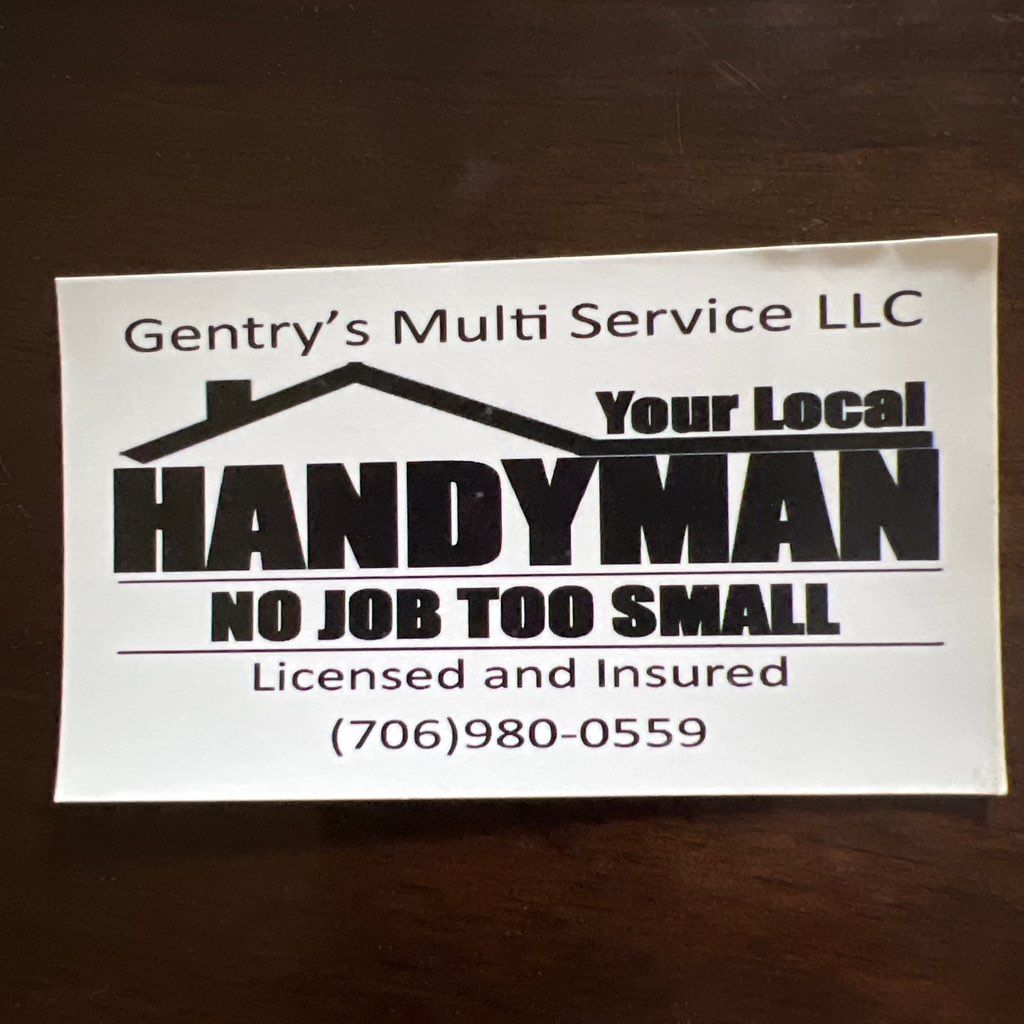 Gentry's Multi Service LLC
Your Local
HANDYMAN
NO JOB TOO SMALL
Licensed and Insured
(706)980-0559